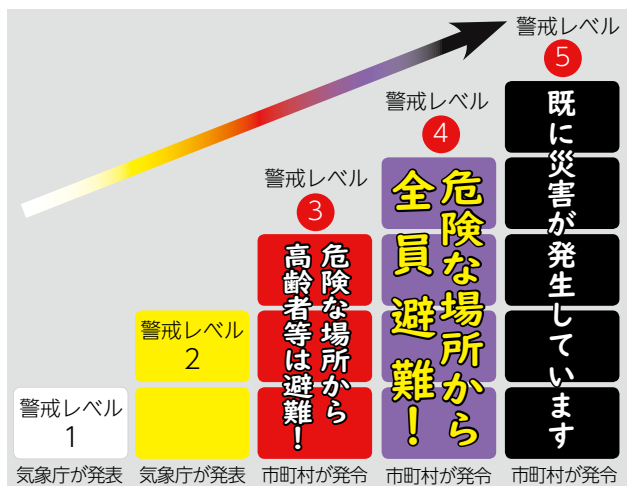 警戒レベル
1
気象庁が発表
警戒レベル
2
気象庁が発表
警戒レベル
3
危険な場所から
高齢者等は避難！
市町村が発令
警戒レベル
4
危険な場所から
全員避難！
市町村が発令
警戒レベル
5
既に災害が発生しています
市町村が発令